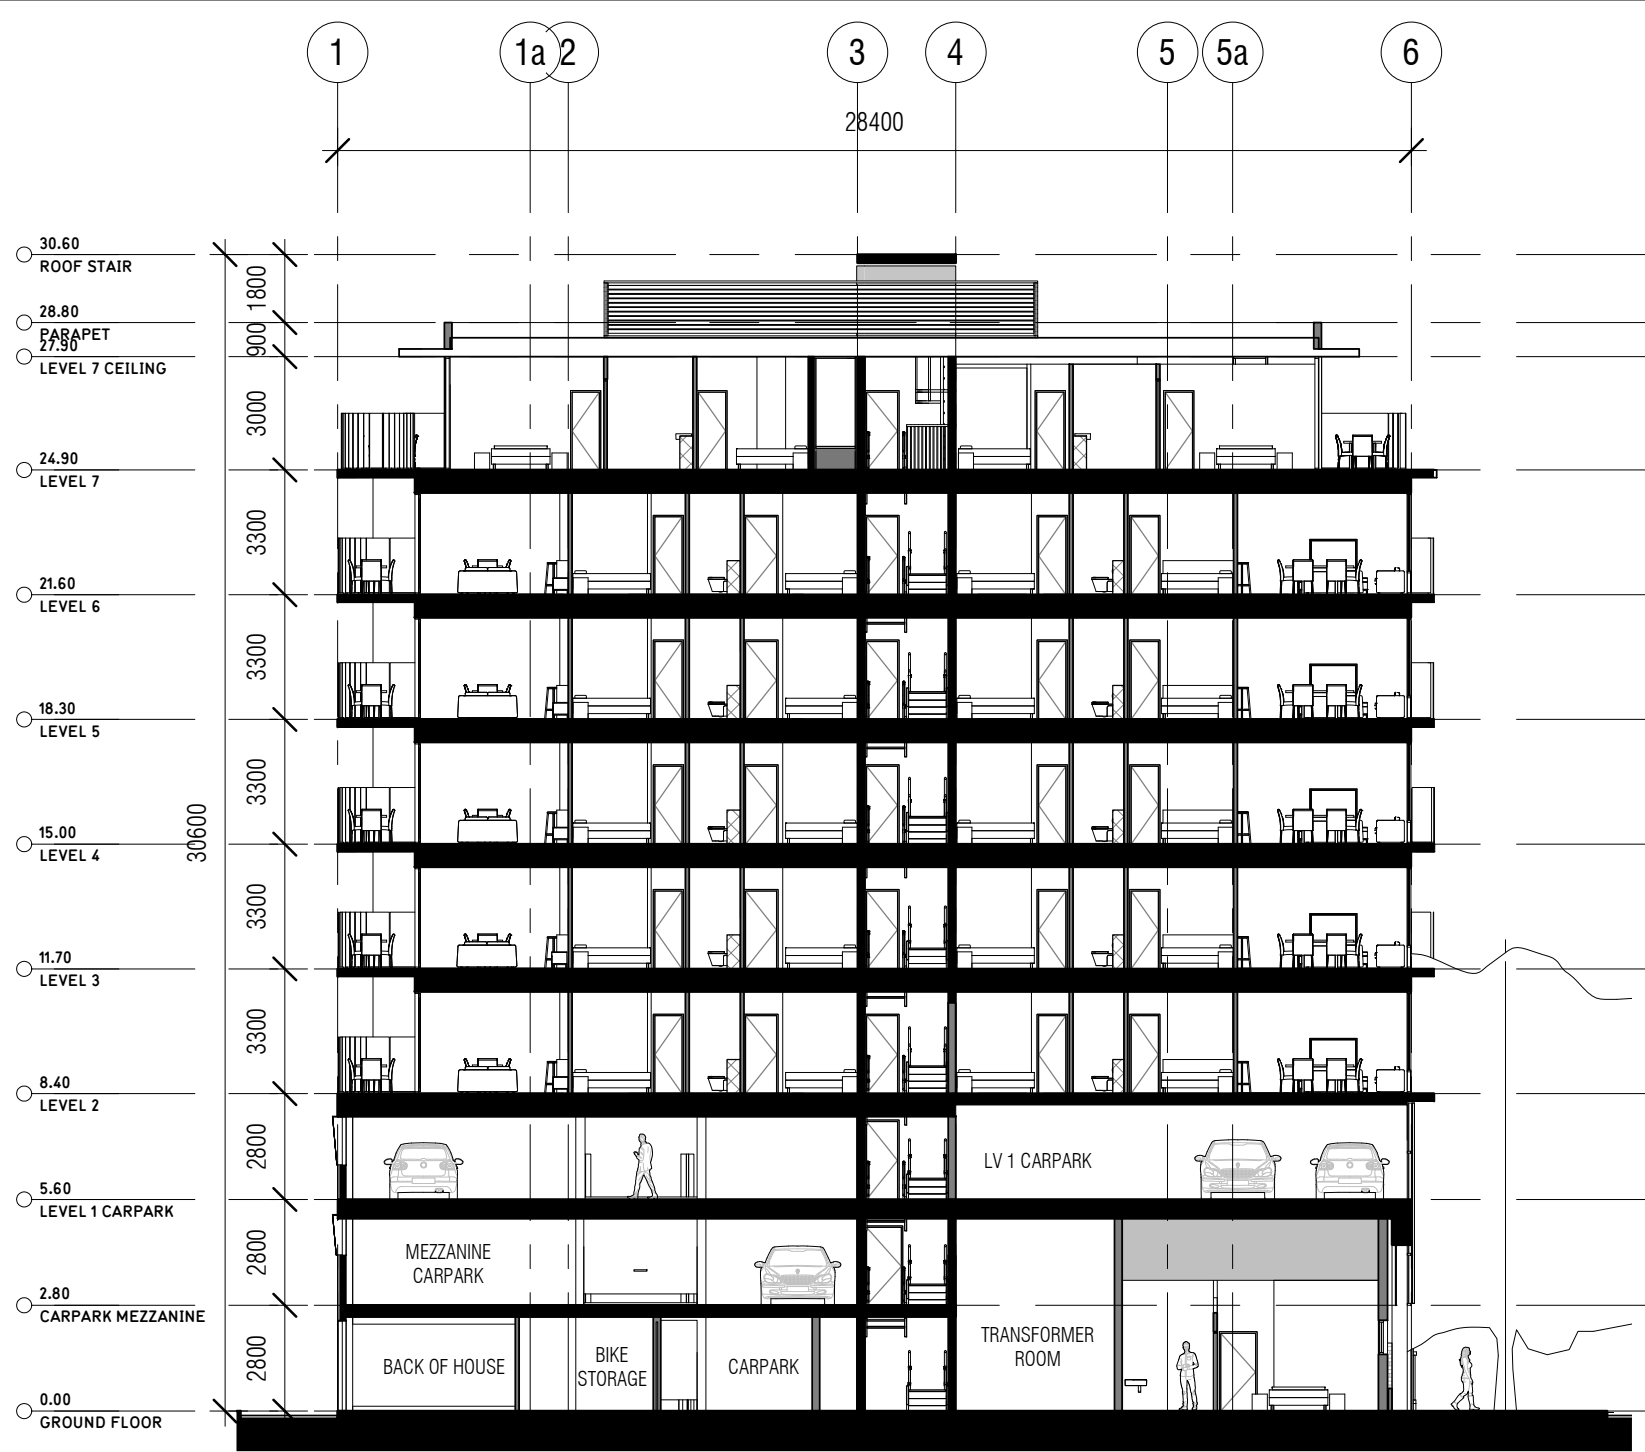 1
1a
2
3
4
5
5a
6
28400
30.60
ROOF STAIR
1800
28.80
PARAPET
900
27.90
LEVEL 7 CEILING
3000
24.90
LEVEL 7
3300
21.60
LEVEL 6
3300
18.30
LEVEL 5
3300
15.00
LEVEL 4
30600
3300
11.70
LEVEL 3
3300
8.40
LEVEL 2
2800
LV 1 CARPARK
5.60
LEVEL 1 CARPARK
2800
MEZZANINE
CARPARK
2.80
CARPARK MEZZANINE
2800
BACK OF HOUSE
BIKE
STORAGE
CARPARK
TRANSFORMER
ROOM
0.00
GROUND FLOOR